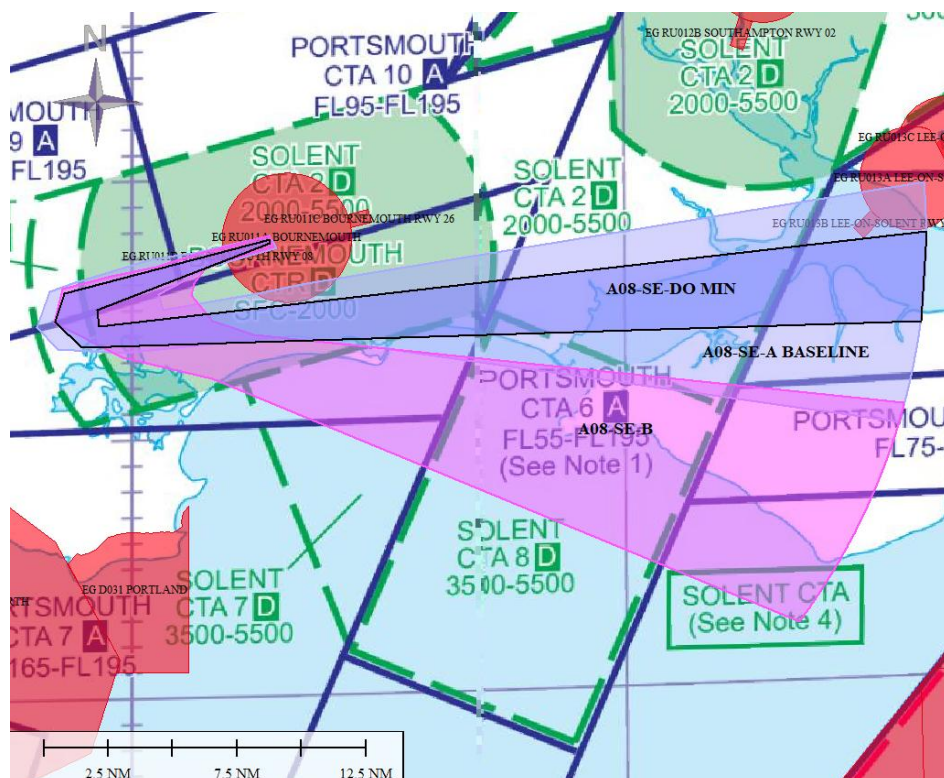 N
PORTSMOUTH
CTA 10 A
FL95-FL195
EG RU012B SOUTHAMPTON RWY 02
SOLENT
CTA 2 D
2000-5500
MOUTH
9 A
FL195
SOLENT
CTA 2 D
2000-5500
EG RU013C LEE-O
EG RU013A LEE-ON-S
SOLENT
CTA 2 D
2000-5500
EG RU011C BOURNEMOUTH RWY 26
EG RU013B LEE-ON-SOLENT RWY
EG RU011A BOURNEMOUTH
RWY 08
CTR D
SFC-2000
A08-SE-DO MIN
A08-SE-A BASELINE
PORTSMOUTH
CTA 6 A
FL55-FL195
(See Note 1)
A08-SE-B
PORTSMOU
FL75-
SOLENT
CTA 8 D
3500-5500
EG D031 PORTLAND
SOLENT
CTA 7 D
3500-5500
RTSMOUTH
CTA 7 A
165-FL195
SOLENT CTA
(See Note 4)
2.5 NM
7.5 NM
12.5 NM